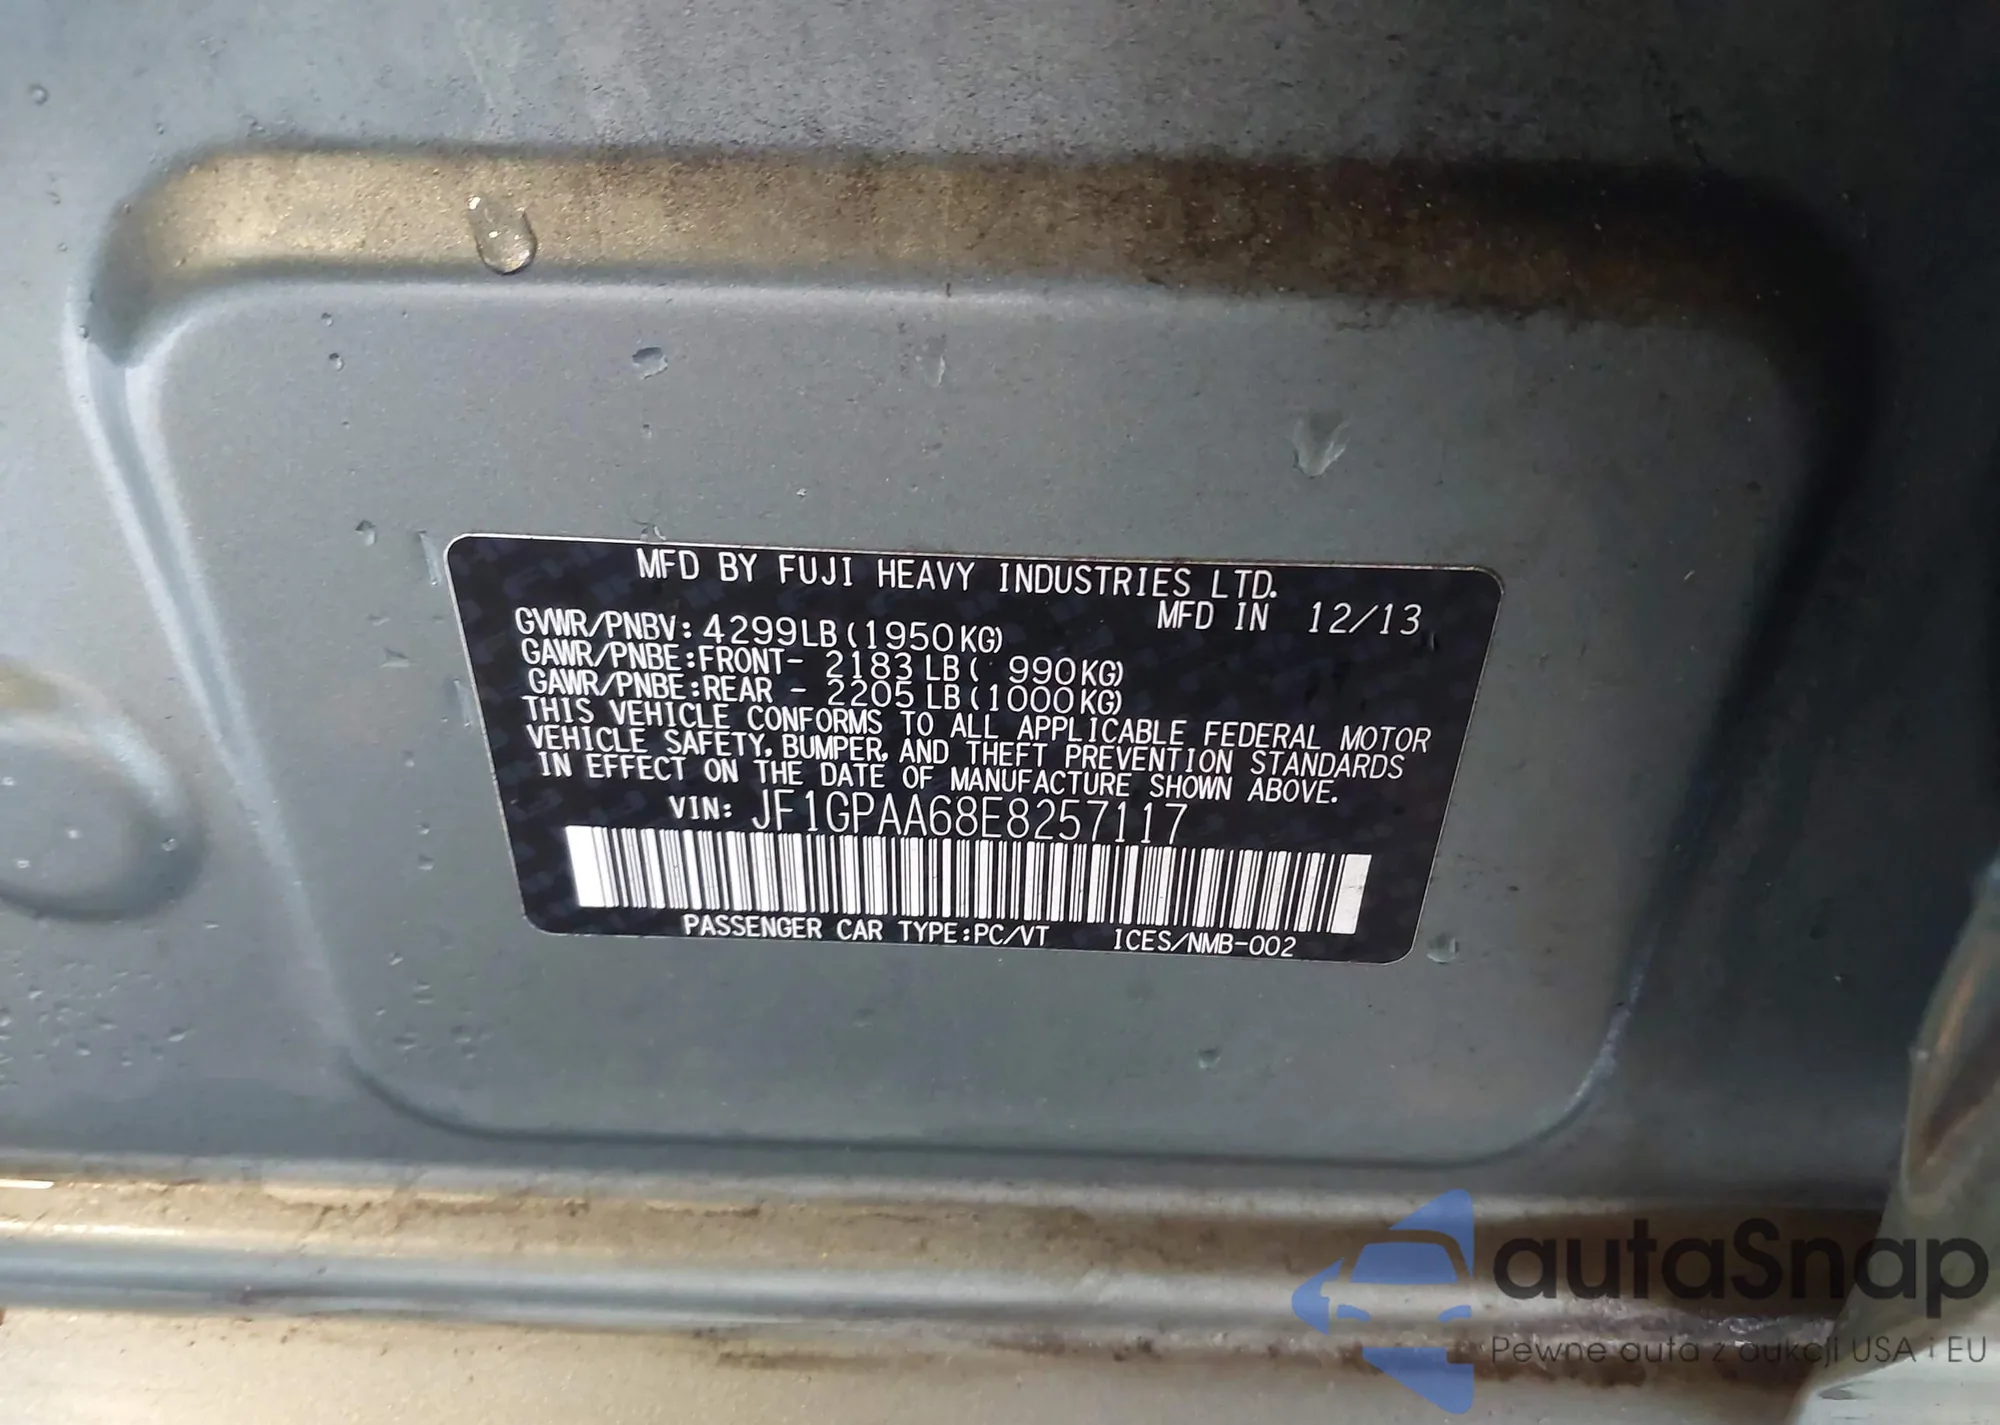 MFD BY FUJI HEAVY INDUSTRIES LTD.
MFD IN 12/13
GVWR/PNBV: 4299LB(1950KG)
GAWR/PNBE:FRONT- 2183 LB( 990KG)
GAWR/PNBE:REAR - 2205 LB(1000KG)
THIS VEHICLE CONFORMS TO ALL APPLICABLE FEDERAL MOTOR
VEHICLE SAFETY, BUMPER, AND THEFT PREVENTION STANDARDS
IN EFFECT ON THE DATE OF MANUFACTURE SHOWN ABOVE.
VIN: JF1GPAA68E8257117
PASSENGER CAR TYPE:PC/VT ICES/NMB-002
autaSnap
Pewne auta z aukcji USA i EU